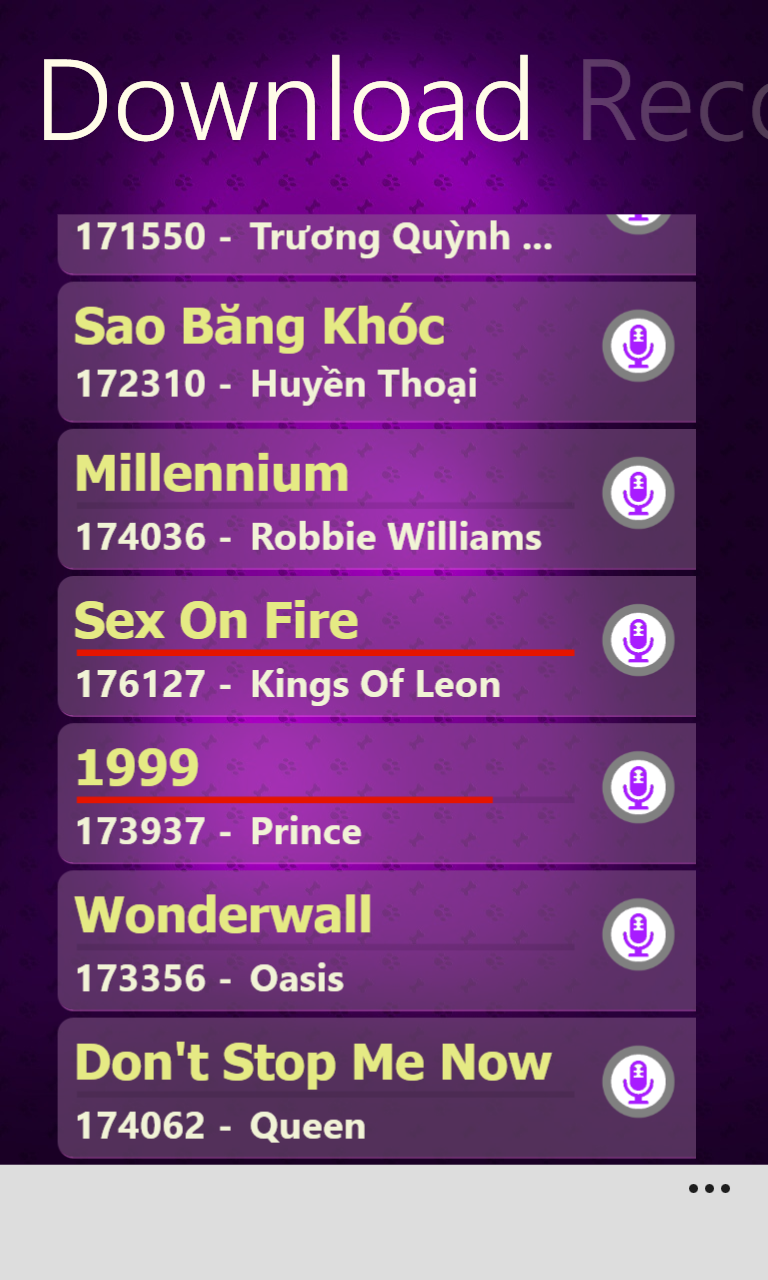 Download Reco
171550 - Trương Quỳnh ...
Sao Băng Khóc
172310 - Huyền Thoại
Millennium
174036 - Robbie Williams
Sex On Fire
176127 - Kings Of Leon
1999
173937 - Prince
Wonderwall
173356 - Oasis
Don't Stop Me Now
174062 - Queen